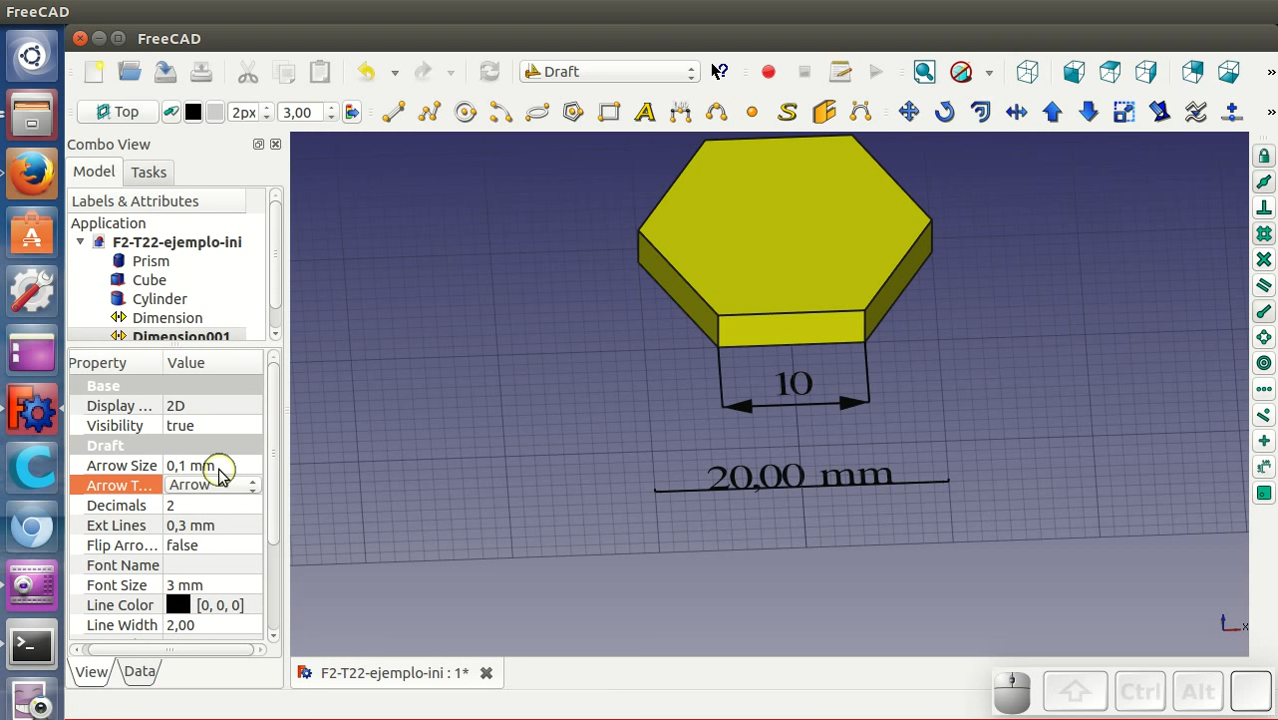 FreeCAD
FreeCAD
Draft
»
Top
2px
3,00
»
Combo View
Model
Tasks
Labels & Attributes
Application
F2-T22-ejemplo-ini
Prism
Cube
Cylinder
Dimension
Dimension001
Property
Value
Base
Display ...
2D
Visibility
true
Draft
Arrow Size
0,1 mm
Arrow T...
Arrow
Decimals
2
Ext Lines
0,3 mm
Flip Arro...
false
Font Name
Font Size
3 mm
Line Color
[0, 0, 0]
Line Width
2,00
View
Data
10
20,00 mm
x
F2-T22-ejemplo-ini : 1*
Ctrl
Alt